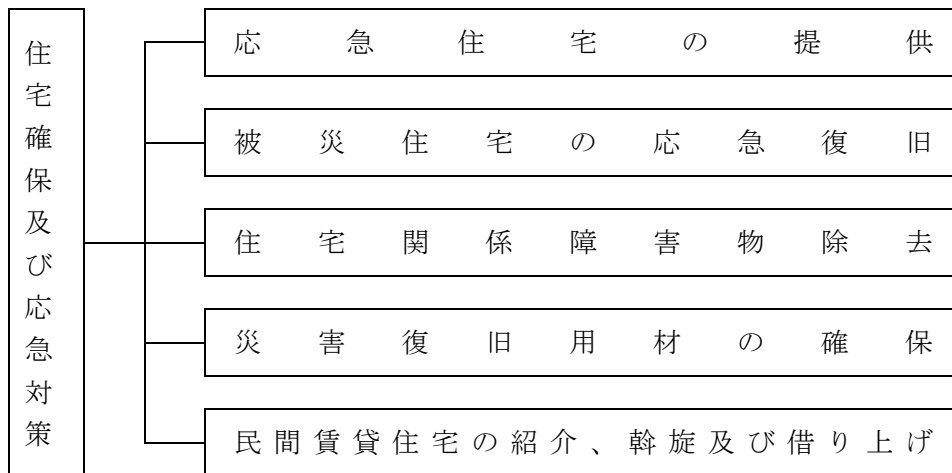 住宅確保及び応急対策
応急住宅の提供
被災住宅の応急復旧
住宅関係障害物除去
災害復旧用材の確保
民間賃貸住宅の紹介、斡旋及び借り上げ